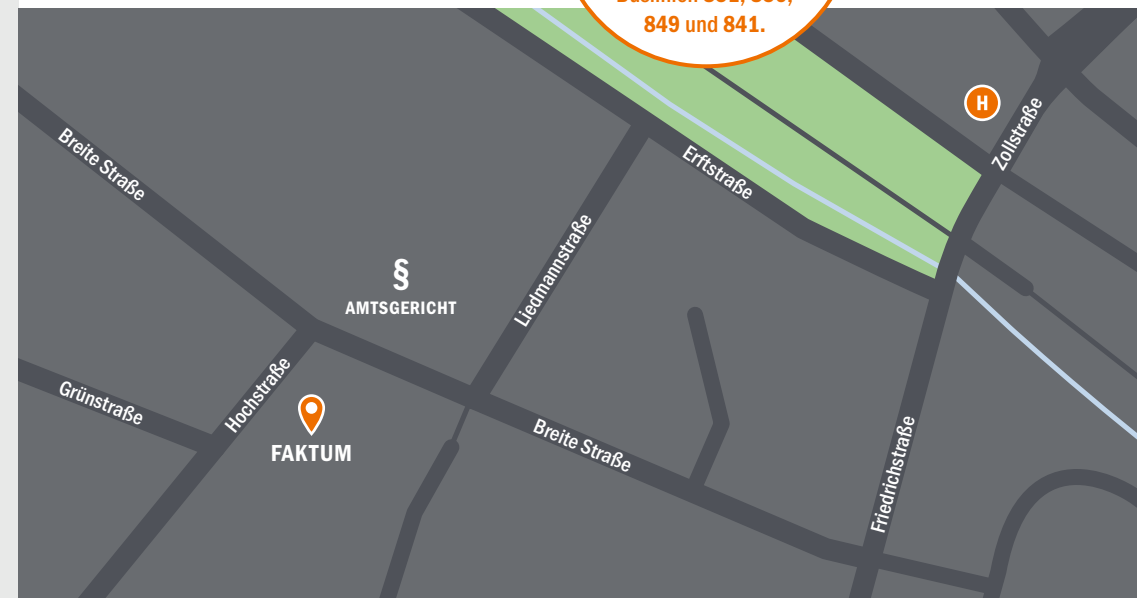 849 und 841.
H
Zollstraße
Breite Straße
Erftstraße
Liedmannstraße
§
AMTSGERICHT
Hochstraße
Grünstraße
FAKTUM
Breite Straße
Friedrichstraße